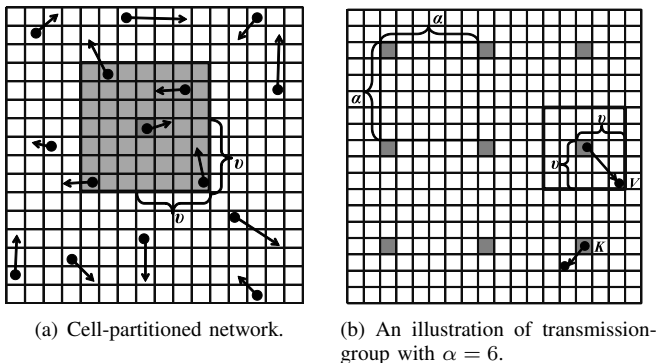 υ
υ
(a) Cell-partitioned network.
α
α
υ
υ
V
K
(b) An illustration of transmission-
group with α = 6.